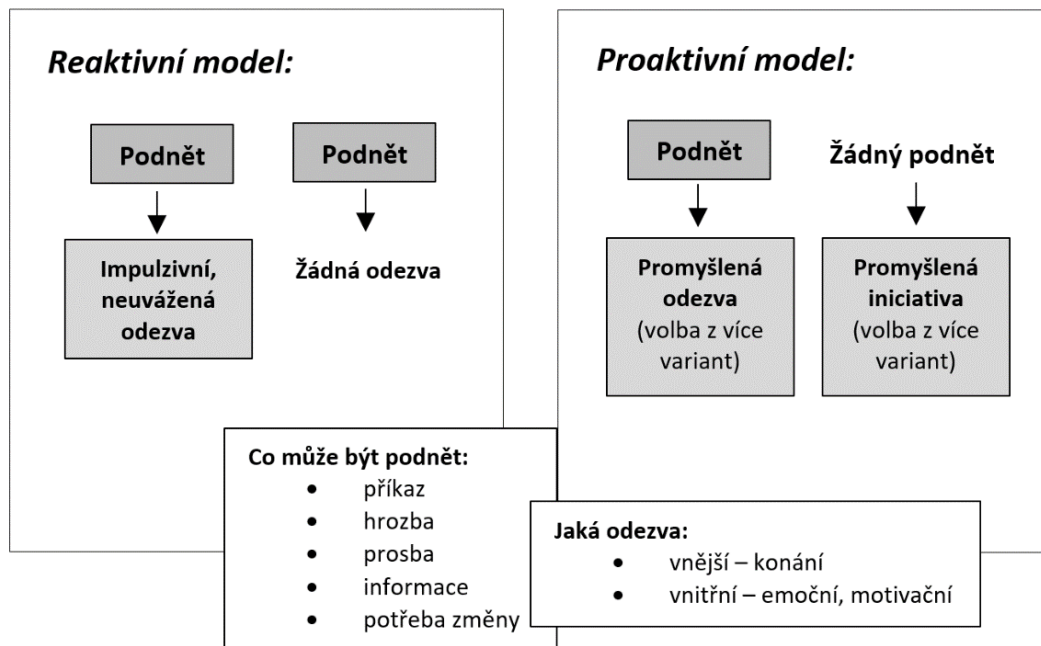 Reaktivní model:
Podnět
Podnět
Impulzivní,
neuvážená
odezva
Žádná odezva
Proaktivní model:
Podnět
Žádný podnět
Promyšlená
odezva
(volba z více
variant)
Promyšlená
iniciativa
(volba z více
variant)
Co může být podnět:
• příkaz
• hrozba
• prosba
• informace
• potřeba změny
Jaká odezva:
• vnější – konání
• vnitřní – emoční, motivační